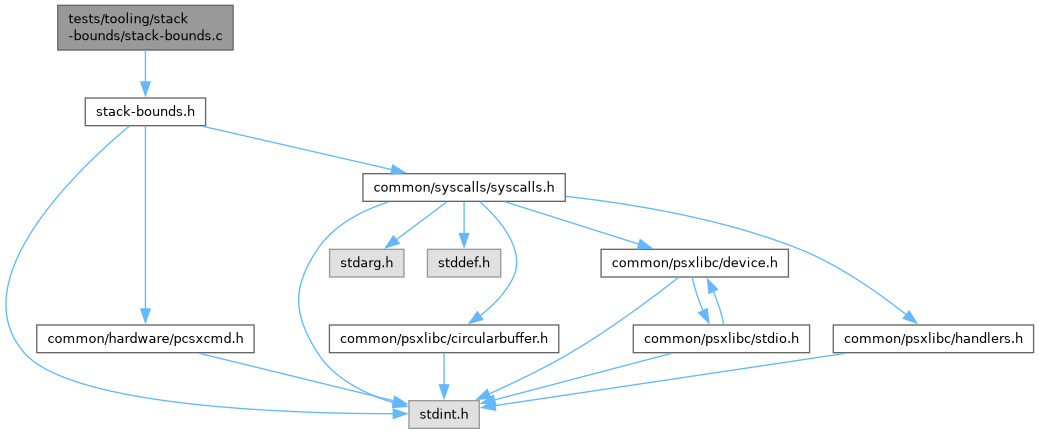 tests/tooling/stack
-bounds/stack-bounds.c
stack-bounds.h
common/syscalls/syscalls.h
stdarg.h
stddef.h
common/psxlibc/device.h
common/hardware/pcsxcmd.h
common/psxlibc/circularbuffer.h
common/psxlibc/stdio.h
common/psxlibc/handlers.h
stdint.h